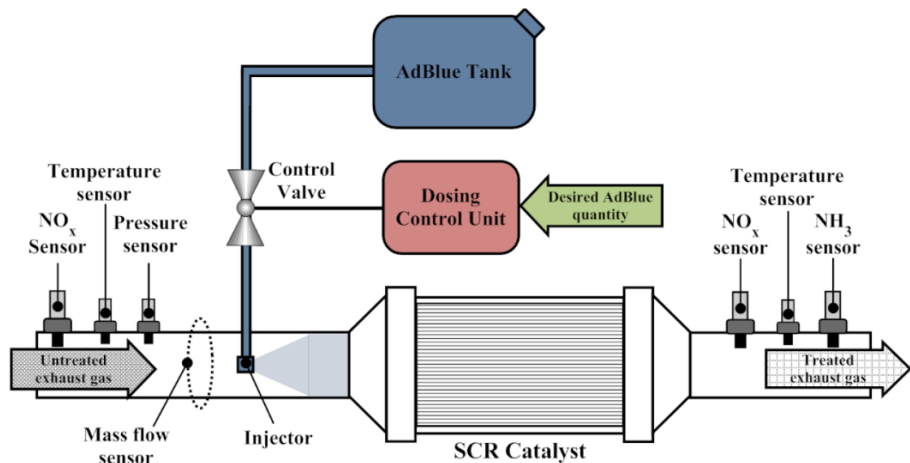 AdBlue Tank
Temperature
sensor
NOx
Sensor
Pressure
sensor
Control
Valve
Dosing
Control Unit
Desired AdBlue
quantity
Temperature
sensor
NOx
sensor
NH3
sensor
Untreated
exhaust gas
Treated
exhaust gas
Mass flow
sensor
Injector
SCR Catalyst